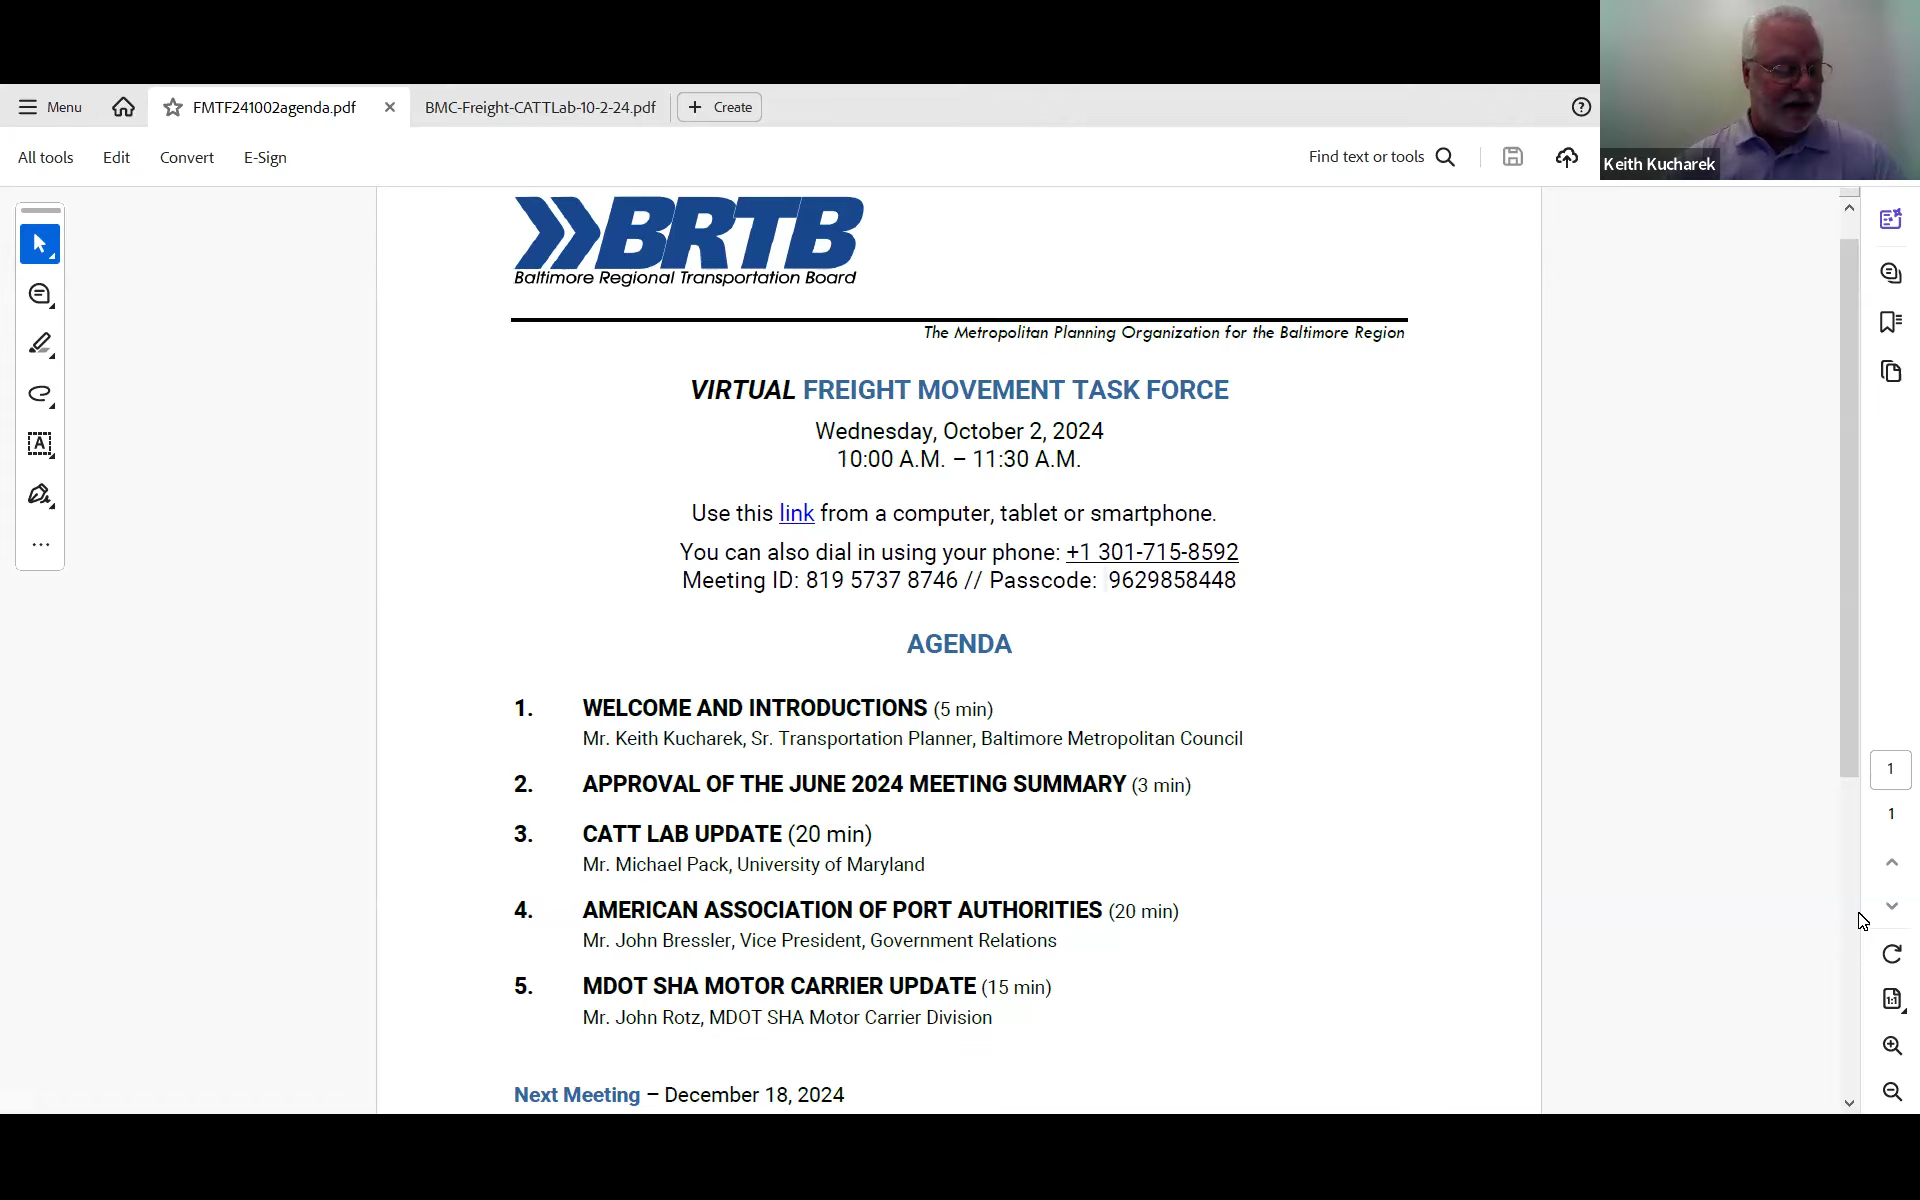 Menu
FMTF241002agenda.pdf
BMC-Freight-CATTLab-10-2-24.pdf
Create
All tools
Edit
Convert
E-Sign
Find text or tools
Keith Kucharek
BRTB
Baltimore Regional Transportation Board
The Metropolitan Planning Organization for the Baltimore Region
VIRTUAL FREIGHT MOVEMENT TASK FORCE
Wednesday, October 2, 2024
10:00 A.M. – 11:30 A.M.
Use this link from a computer, tablet or smartphone.
You can also dial in using your phone: +1 301-715-8592
Meeting ID: 819 5737 8746 // Passcode: 9629858448
AGENDA
1. WELCOME AND INTRODUCTIONS (5 min)
Mr. Keith Kucharek, Sr. Transportation Planner, Baltimore Metropolitan Council
2. APPROVAL OF THE JUNE 2024 MEETING SUMMARY (3 min)
3. CATT LAB UPDATE (20 min)
Mr. Michael Pack, University of Maryland
4. AMERICAN ASSOCIATION OF PORT AUTHORITIES (20 min)
Mr. John Bressler, Vice President, Government Relations
5. MDOT SHA MOTOR CARRIER UPDATE (15 min)
Mr. John Rotz, MDOT SHA Motor Carrier Division
Next Meeting – December 18, 2024
1
1